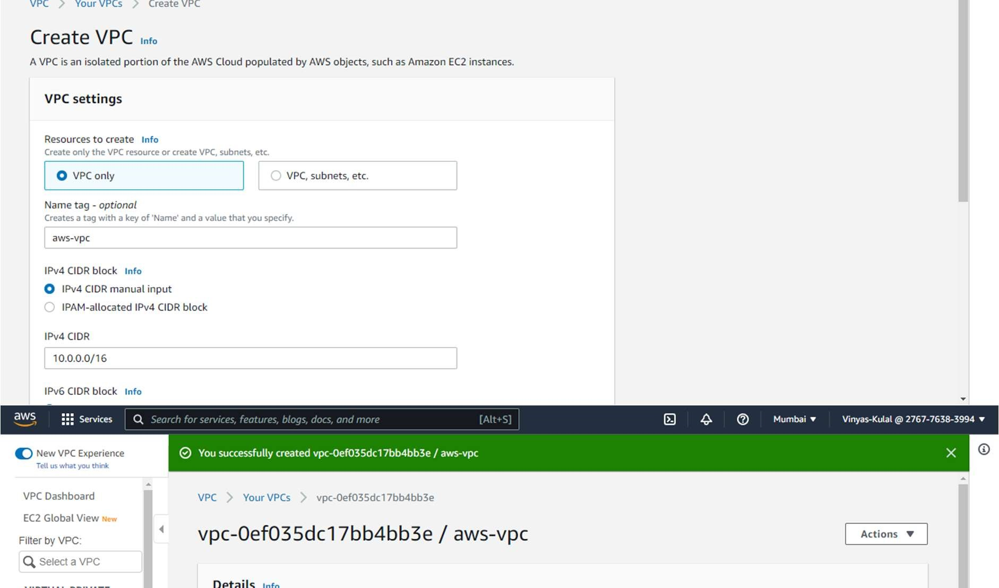 VPC > Your VPCs > Create VPC
Create VPC Info
A VPC is an isolated portion of the AWS Cloud populated by AWS objects, such as Amazon EC2 instances.
VPC settings
Resources to create Info
Create only the VPC resource or create VPC, subnets, etc.
VPC only VPC, subnets, etc.
Name tag - optional
Creates a tag with a key of 'Name' and a value that you specify.
aws-vpc
IPv4 CIDR block Info
IPv4 CIDR manual input
IPAM-allocated IPv4 CIDR block
IPv4 CIDR
10.0.0.0/16
IPv6 CIDR block Info
aws Services Search for services, features, blogs, docs, and more [Alt+S] Mumbai Vinyas-Kulal @ 2767-7638-3994
New VPC Experience
Tell us what you think
You successfully created vpc-0ef035dc17bb4bb3e / aws-vpc
VPC Dashboard
EC2 Global View New
Filter by VPC:
Select a VPC
VIRTUAL PRIVATE
VPC > Your VPCs > vpc-0ef035dc17bb4bb3e
vpc-0ef035dc17bb4bb3e / aws-vpc
Actions
Details Info